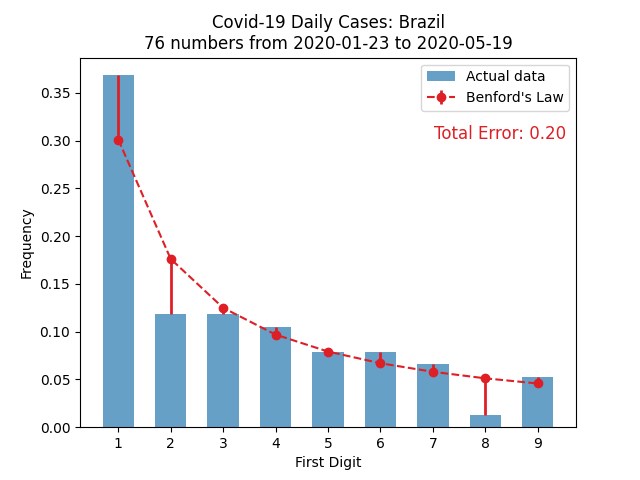 Covid-19 Daily Cases: Brazil
76 numbers from 2020-01-23 to 2020-05-19
Actual data
Benford's Law
Total Error: 0.20
Frequency
0.35
0.30
0.25
0.20
0.15
0.10
0.05
0.00
1 2 3 4 5 6 7 8 9
First Digit